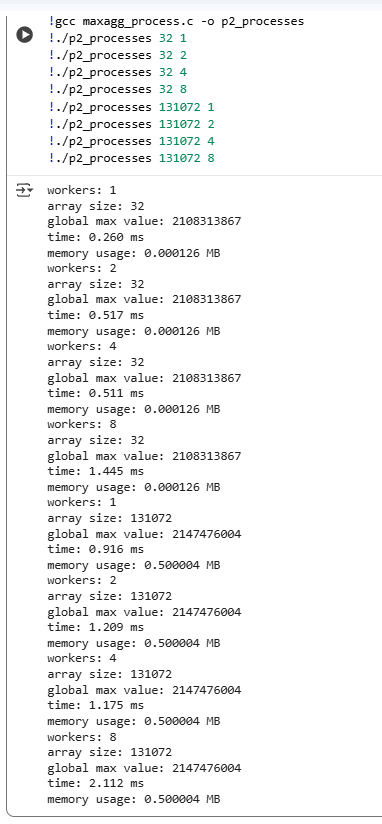 !gcc maxagg_process.c -o p2_processes
!./p2_processes 32 1
!./p2_processes 32 2
!./p2_processes 32 4
!./p2_processes 32 8
!./p2_processes 131072 1
!./p2_processes 131072 2
!./p2_processes 131072 4
!./p2_processes 131072 8
workers: 1
array size: 32
global max value: 2108313867
time: 0.260 ms
memory usage: 0.000126 MB
workers: 2
array size: 32
global max value: 2108313867
time: 0.517 ms
memory usage: 0.000126 MB
workers: 4
array size: 32
global max value: 2108313867
time: 0.511 ms
memory usage: 0.000126 MB
workers: 8
array size: 32
global max value: 2108313867
time: 1.445 ms
memory usage: 0.000126 MB
workers: 1
array size: 131072
global max value: 2147476004
time: 0.916 ms
memory usage: 0.500004 MB
workers: 2
array size: 131072
global max value: 2147476004
time: 1.209 ms
memory usage: 0.500004 MB
workers: 4
array size: 131072
global max value: 2147476004
time: 1.175 ms
memory usage: 0.500004 MB
workers: 8
array size: 131072
global max value: 2147476004
time: 2.112 ms
memory usage: 0.500004 MB